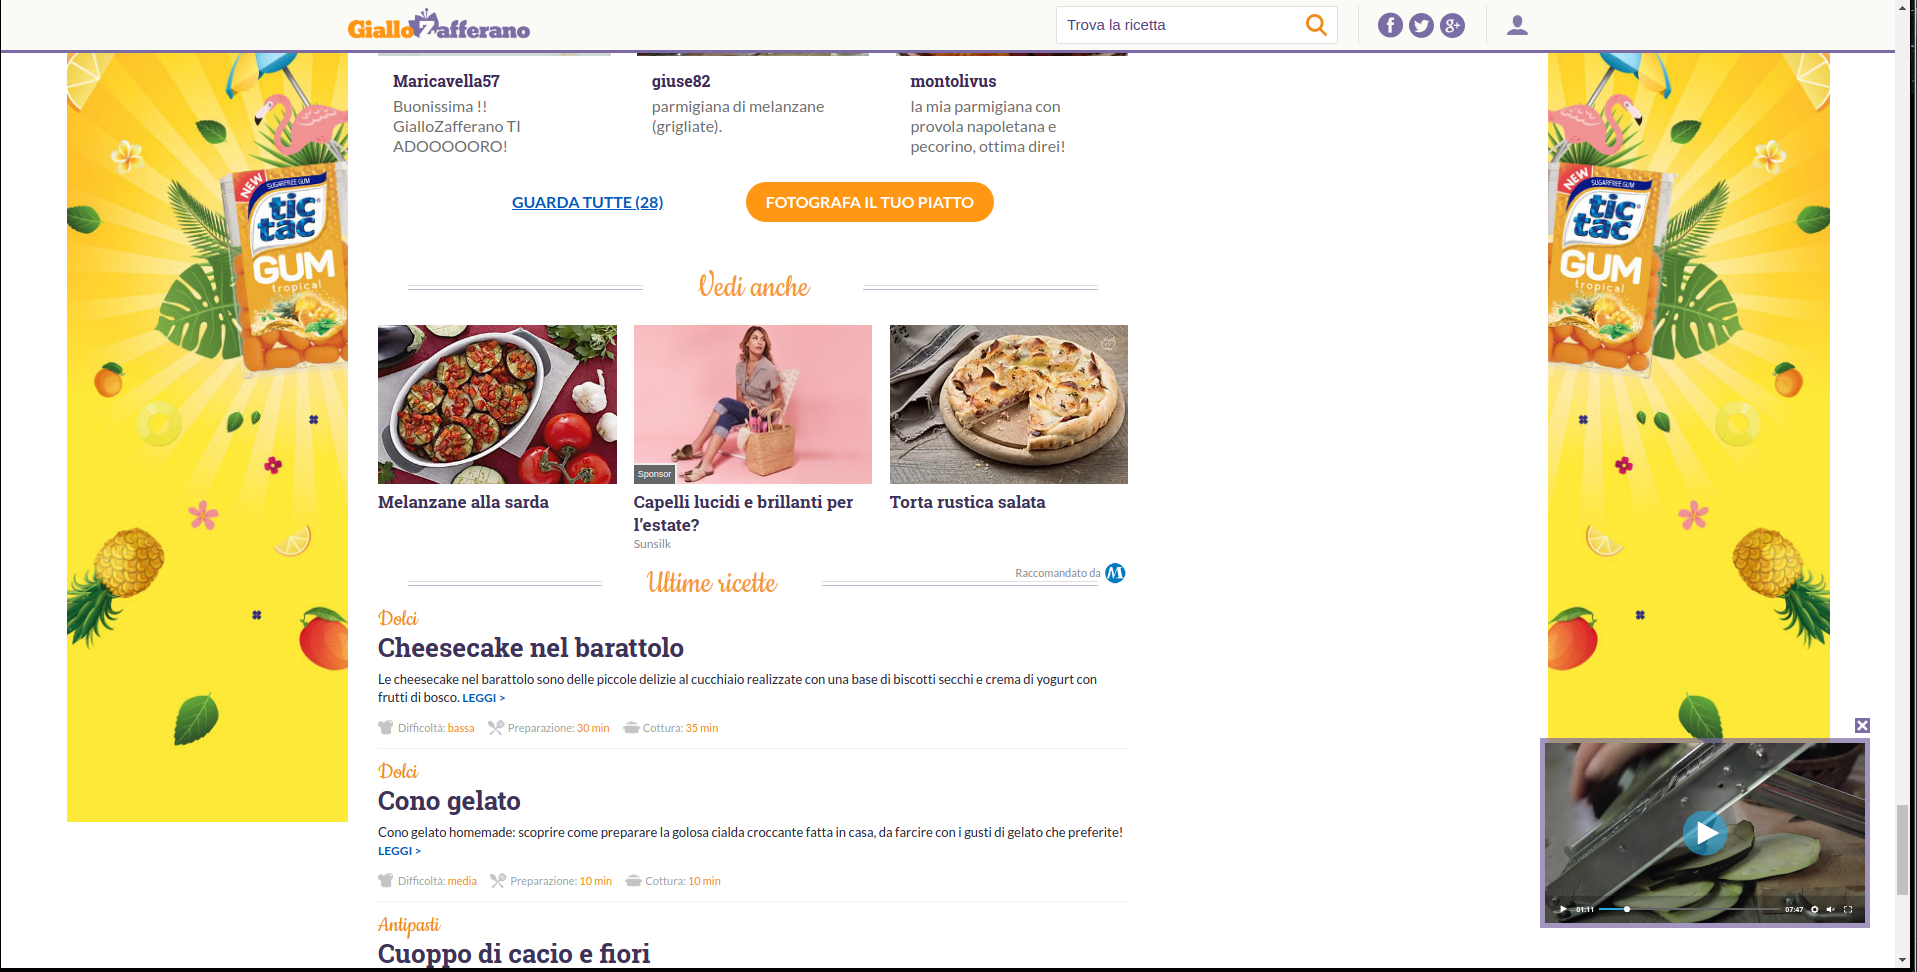 GialloZafferano
Trova la ricetta
Maricavella57
Buonissima !!
GialloZafferano TI
ADOOOOORO!
giuse82
parmigiana di melanzane
(grigliate).
montolivus
la mia parmigiana con
provola napoletana e
pecorino, ottima direi!
GUARDA TUTTE (28)
FOTOGRAFA IL TUO PIATTO
NEW
SUGARFREE GUM
tic
tac
GUM
tropical
NEW
SUGARFREE GUM
tic
tac
GUM
tropical
Vedi anche
Sponsor
Melanzane alla sarda
Capelli lucidi e brillanti per
l'estate?
Sunsilk
Torta rustica salata
Raccomandato da
Ultime ricette
Dolci
Cheesecake nel barattolo
Le cheesecake nel barattolo sono delle piccole delizie al cucchiaio realizzate con una base di biscotti secchi e crema di yogurt con
frutti di bosco. LEGGI >
Difficoltà: bassa Preparazione: 30 min Cottura: 35 min
Dolci
Cono gelato
Cono gelato homemade: scoprire come preparare la golosa cialda croccante fatta in casa, da farcire con i gusti di gelato che preferite!
LEGGI >
Difficoltà: media Preparazione: 10 min Cottura: 10 min
Antipasti
Cuoppo di cacio e fiori
01:11
07:47